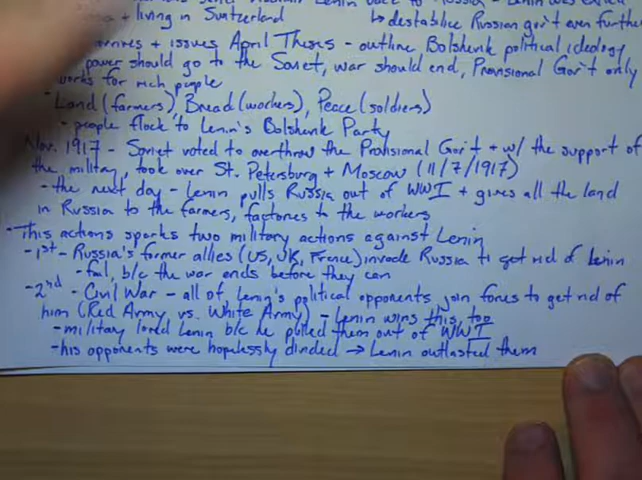 back to Russia - Lenin was exiled
+ living in Switzerland ↳ destabilize Russian gov't even further
arrives + issues April Theses - outline Bolshevik political ideology
power should go to the Soviet, war should end, Provisional Gov't only
works for rich people
- Land (farmers), Bread (workers), Peace (soldiers)
- people flock to Lenin's Bolshevik Party
Nov. 1917 - Soviet voted to overthrow the Provisional Gov't + w/ the support of
the military, took over St. Petersburg + Moscow (11/7/1917)
- the next day - Lenin pulls Russia out of WWI + gives all the land
in Russia to the farmers, factories to the workers
- This actions sparks two military actions against Lenin
- 1st - Russia's former allies (US, UK, France) invade Russia to get rid of Lenin
- fail, b/c the war ends before they can
- 2nd - Civil War - all of Lenin's political opponents join forces to get rid of
him (Red Army vs. White Army) - Lenin wins this, too
- military loved Lenin b/c he pulled them out of WWI
- his opponents were hopelessly divided → Lenin outlasted them